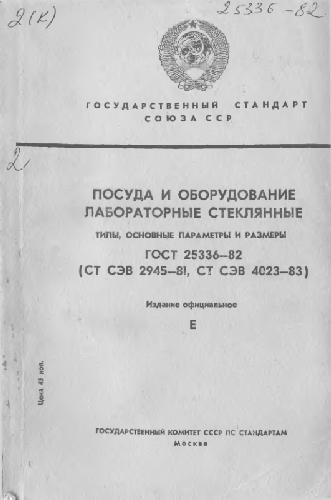 2(К)
25336-82
ГОСУДАРСТВЕННЫЙ СТАНДАРТ
СОЮЗА ССР
2
ПОСУДА И ОБОРУДОВАНИЕ
ЛАБОРАТОРНЫЕ СТЕКЛЯННЫЕ
ТИПЫ, ОСНОВНЫЕ ПАРАМЕТРЫ И РАЗМЕРЫ
ГОСТ 25336–82
(СТ СЭВ 2945–81, СТ СЭВ 4023–83)
Издание официальное
Е
Цена 45 коп.
ГОСУДАРСТВЕННЫЙ КОМИТЕТ СССР ПО СТАНДАРТАМ
Москва